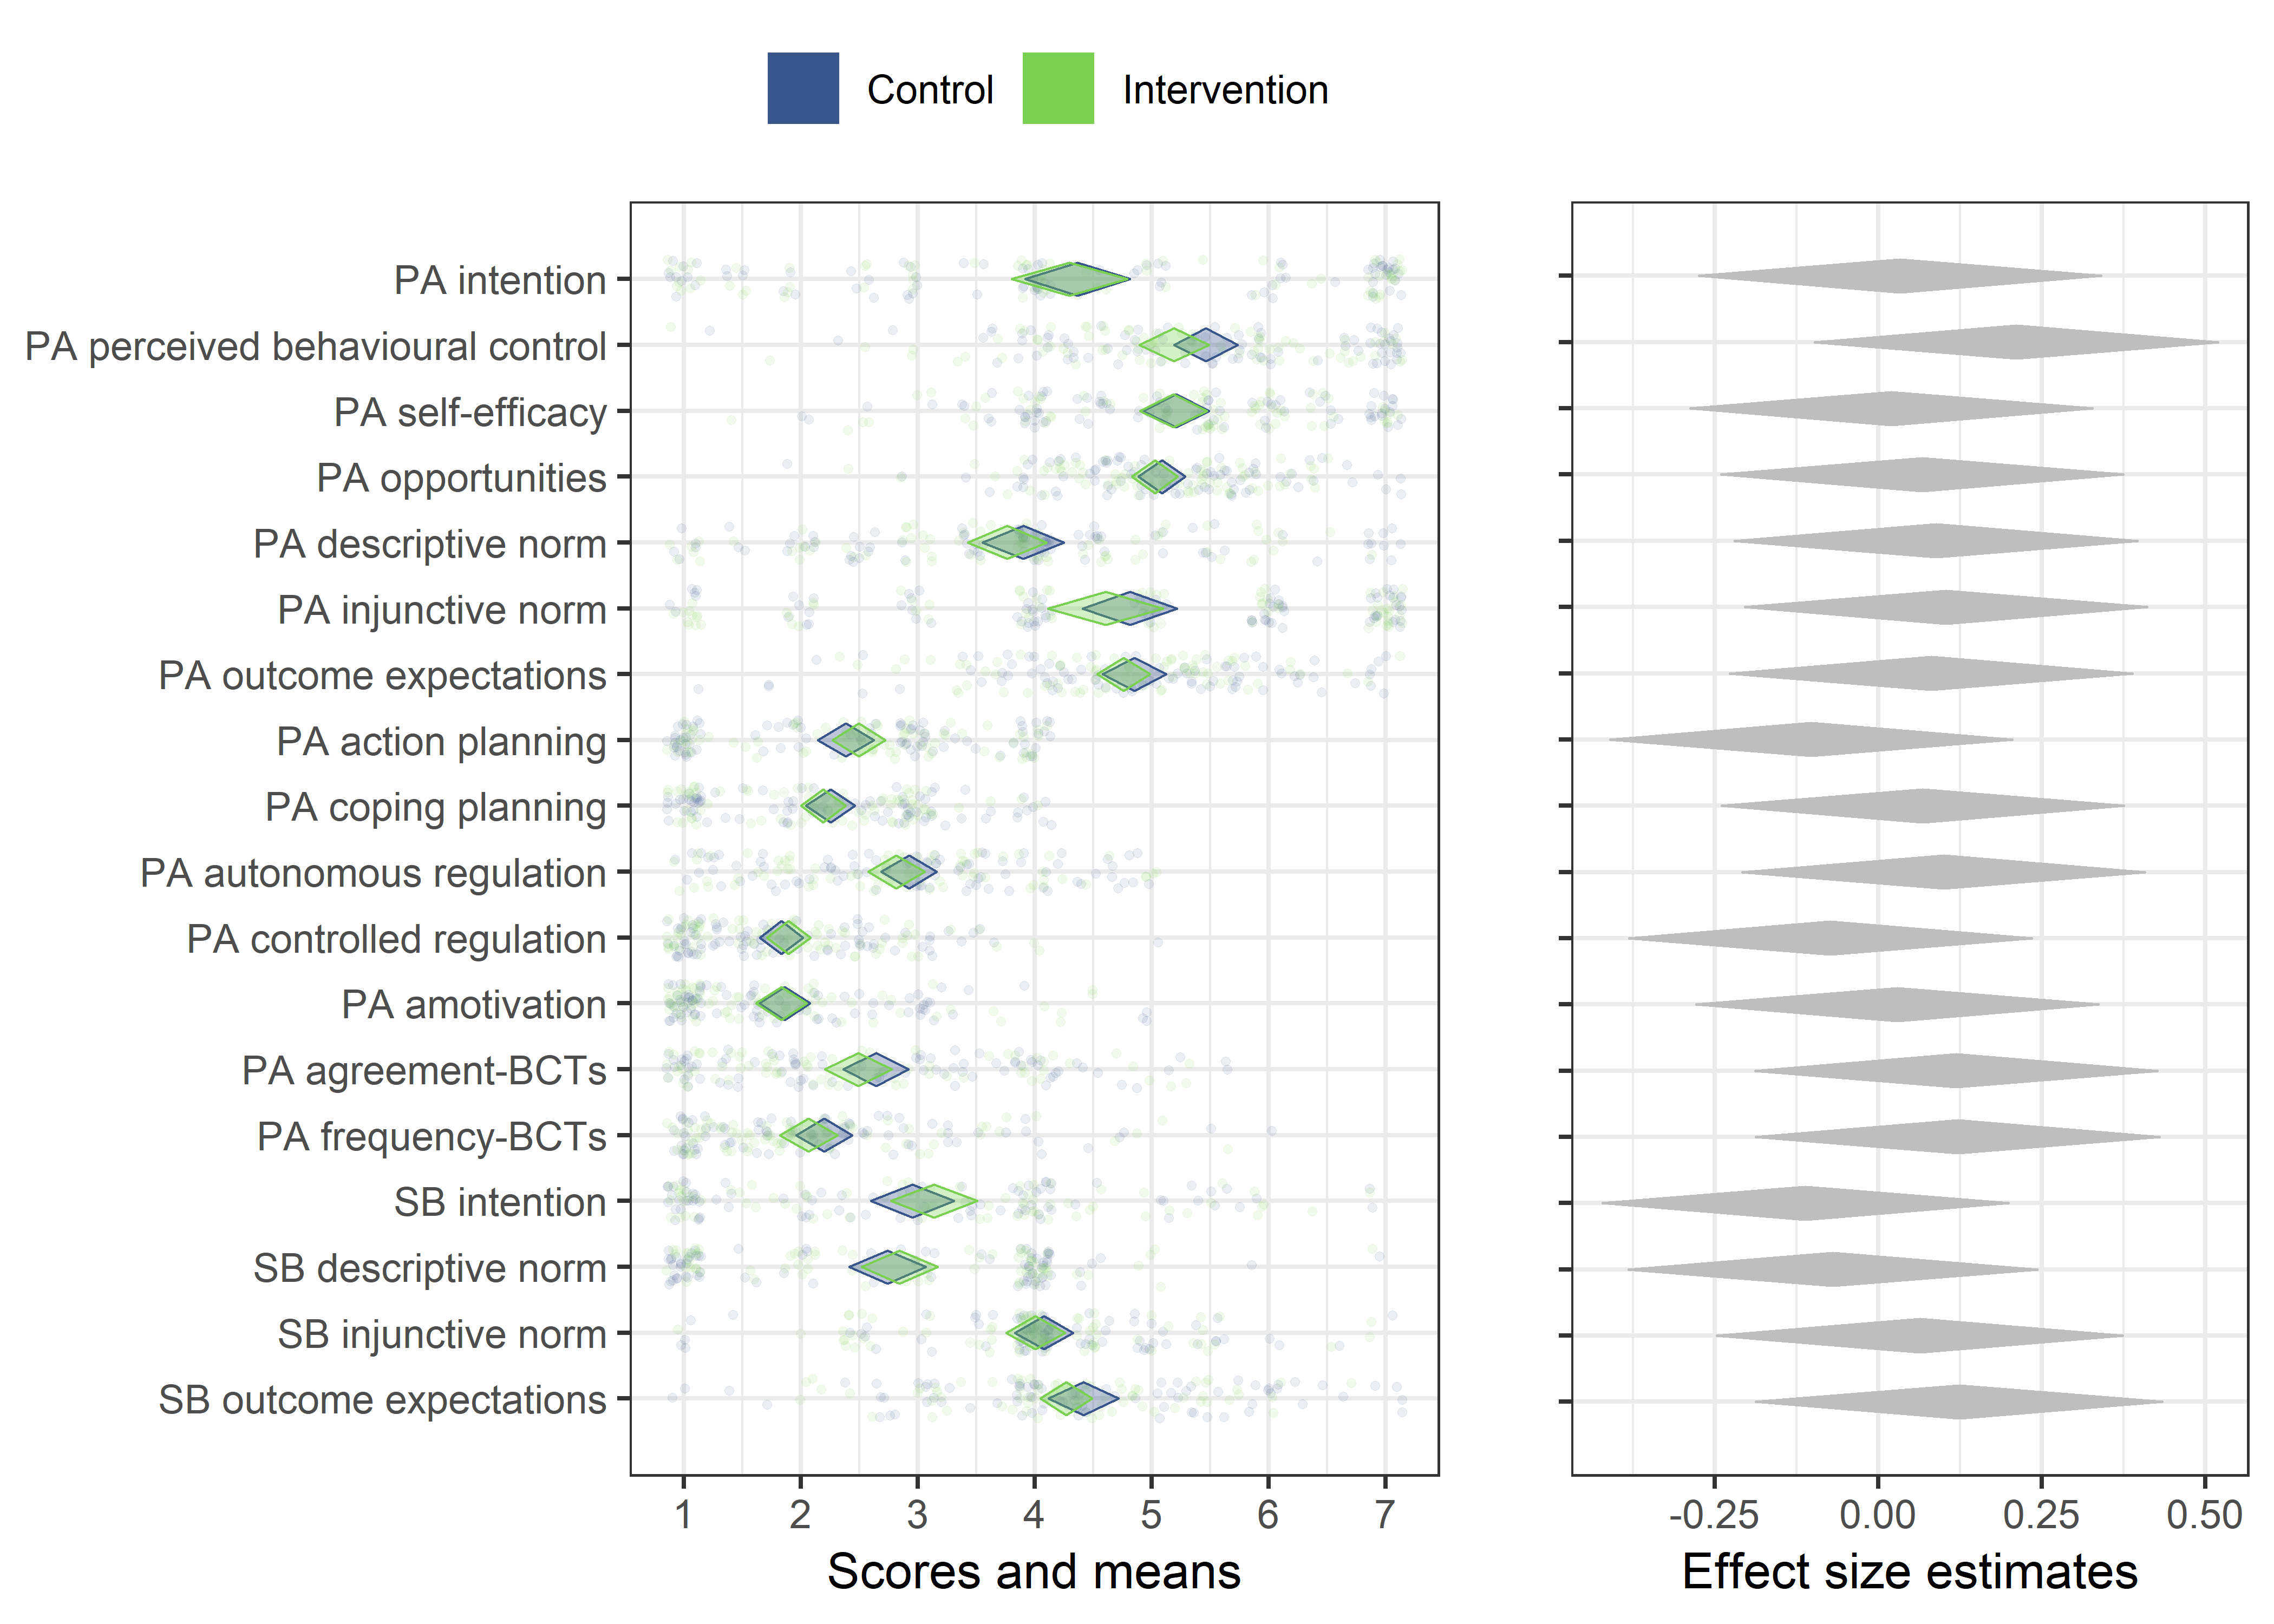 Control Intervention
PA intention
PA perceived behavioural control
PA self-efficacy
PA opportunities
PA descriptive norm
PA injunctive norm
PA outcome expectations
PA action planning
PA coping planning
PA autonomous regulation
PA controlled regulation
PA amotivation
PA agreement-BCTs
PA frequency-BCTs
SB intention
SB descriptive norm
SB injunctive norm
SB outcome expectations
1 2 3 4 5 6 7
Scores and means
-0.25 0.00 0.25 0.50
Effect size estimates